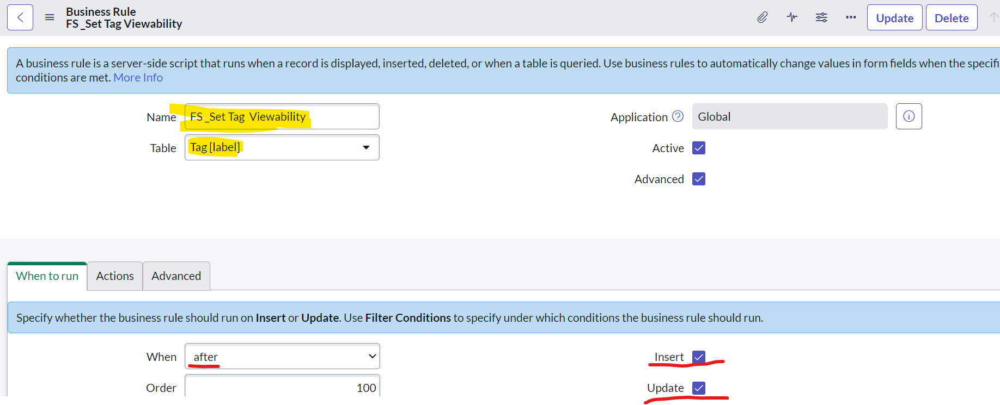 Business Rule
FS _Set Tag Viewability
Update
Delete
A business rule is a server-side script that runs when a record is displayed, inserted, deleted, or when a table is queried. Use business rules to automatically change values in form fields when the specifi
conditions are met. More Info
Name FS _Set Tag  Viewability
Application Global
Table Tag [label]
Active
Advanced
When to run
Actions
Advanced
Specify whether the business rule should run on Insert or Update. Use Filter Conditions to specify under which conditions the business rule should run.
When after
Insert
Order 100
Update